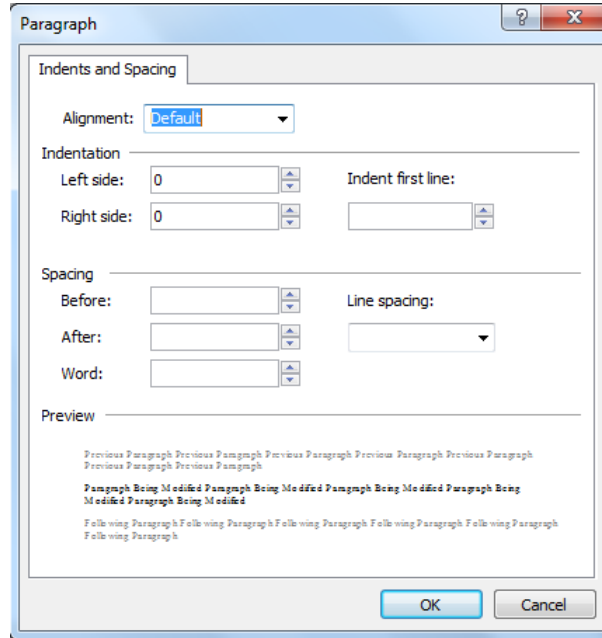 Paragraph
Indents and Spacing
Alignment: Default
Indentation
Left side: 0 Indent first line:
Right side: 0
Spacing
Before: Line spacing:
After:
Word:
Preview
Previous Paragraph Previous Paragraph Previous Paragraph Previous Paragraph Previous Paragraph
Previous Paragraph Previous Paragraph
Paragraph Being Modified Paragraph Being Modified Paragraph Being Modified Paragraph Being
Modified Paragraph Being Modified
Following Paragraph Following Paragraph Following Paragraph Following Paragraph Following Paragraph
Following Paragraph
OK Cancel